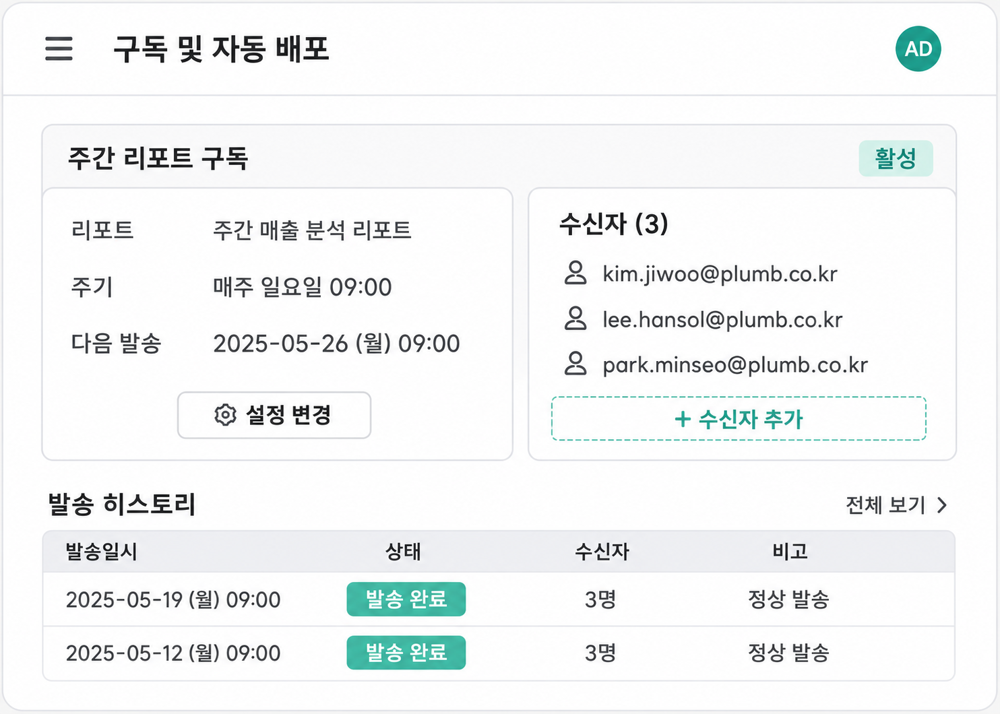 구독 및 자동 배포
AD
주간 리포트 구독
활성
리포트 주간 매출 분석 리포트
주기 매주 일요일 09:00
다음 발송 2025-05-26 (월) 09:00
설정 변경
수신자 (3)
kim.jiwoo@plumb.co.kr
lee.hansol@plumb.co.kr
park.minseo@plumb.co.kr
+ 수신자 추가
발송 히스토리
전체 보기 >
발송일시 상태 수신자 비고
2025-05-19 (월) 09:00 발송 완료 3명 정상 발송
2025-05-12 (월) 09:00 발송 완료 3명 정상 발송